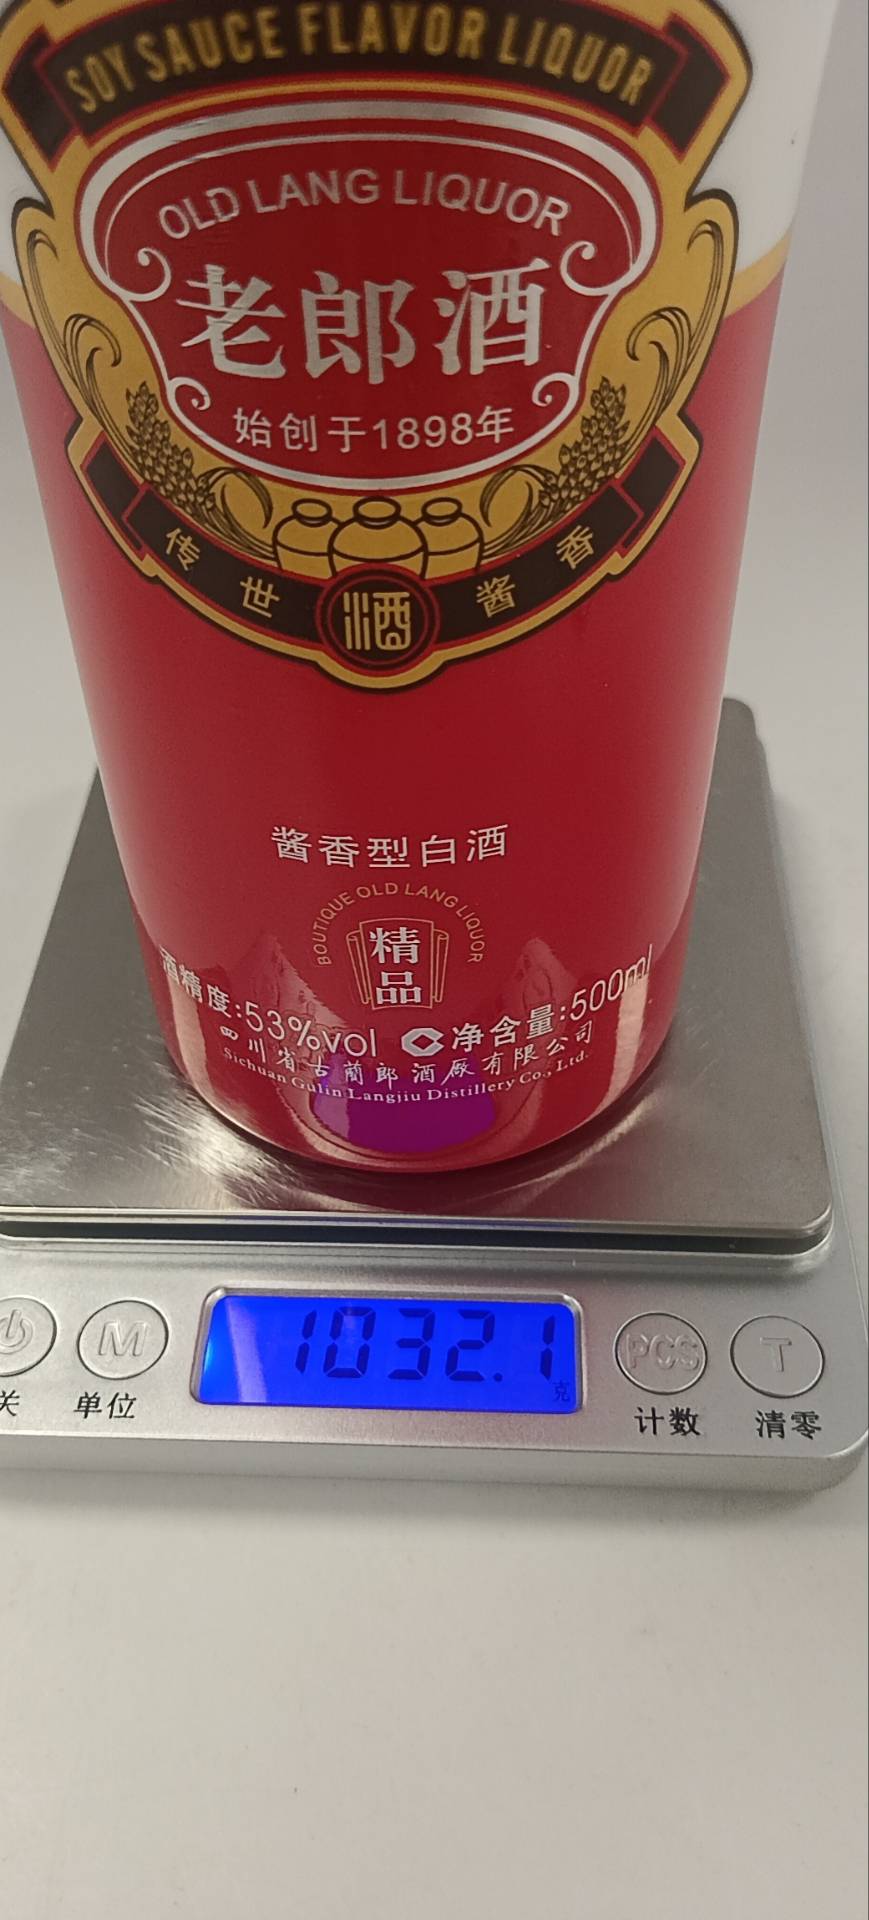 SOY SAUCE FLAVOR LIQUOR
OLD LANG LIQUOR
老郎酒
始创于1898年
传世酒酱香
酱香型白酒
BOUTIQUE OLD LANG LIQUOR
精品
酒精度:53%vol 净含量:500ml
四川省古蔺郎酒厰有限公司
Sichuan Gulin Langjiu Distillery Co., Ltd.
1032.1
克
M PCS T
关 单位 计数 清零